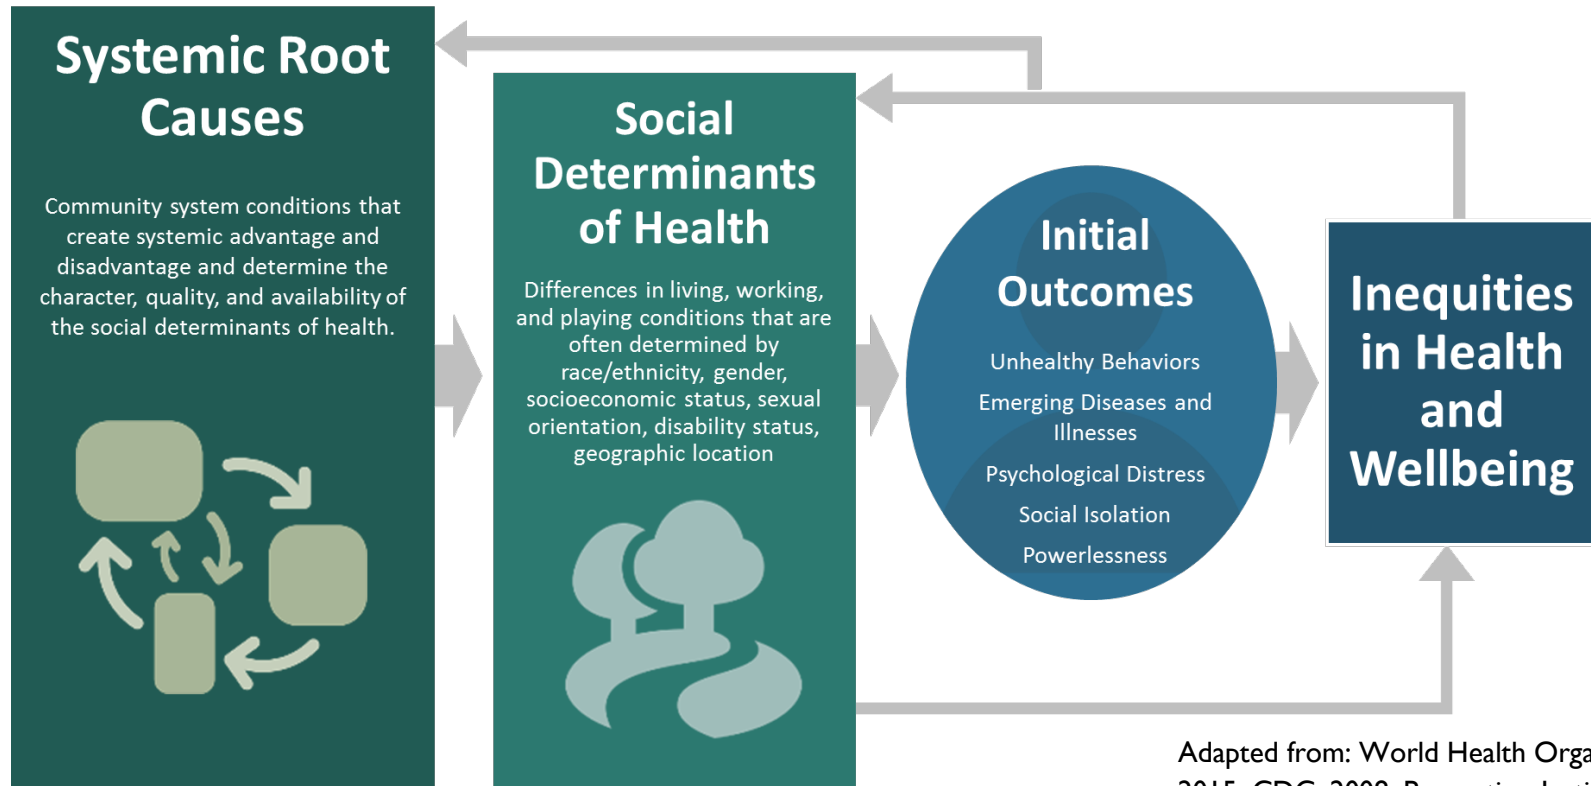 Systemic Root
Causes
Community system conditions that
create systemic advantage and
disadvantage and determine the
character, quality, and availability of
the social determinants of health.
Social
Determinants
of Health
Differences in living, working,
and playing conditions that are
often determined by
race/ethnicity, gender,
socioeconomic status, sexual
orientation, disability status,
geographic location
Initial
Outcomes
Unhealthy Behaviors
Emerging Diseases and
Illnesses
Psychological Distress
Social Isolation
Powerlessness
Inequities
in Health
and
Wellbeing
Adapted from: World Health